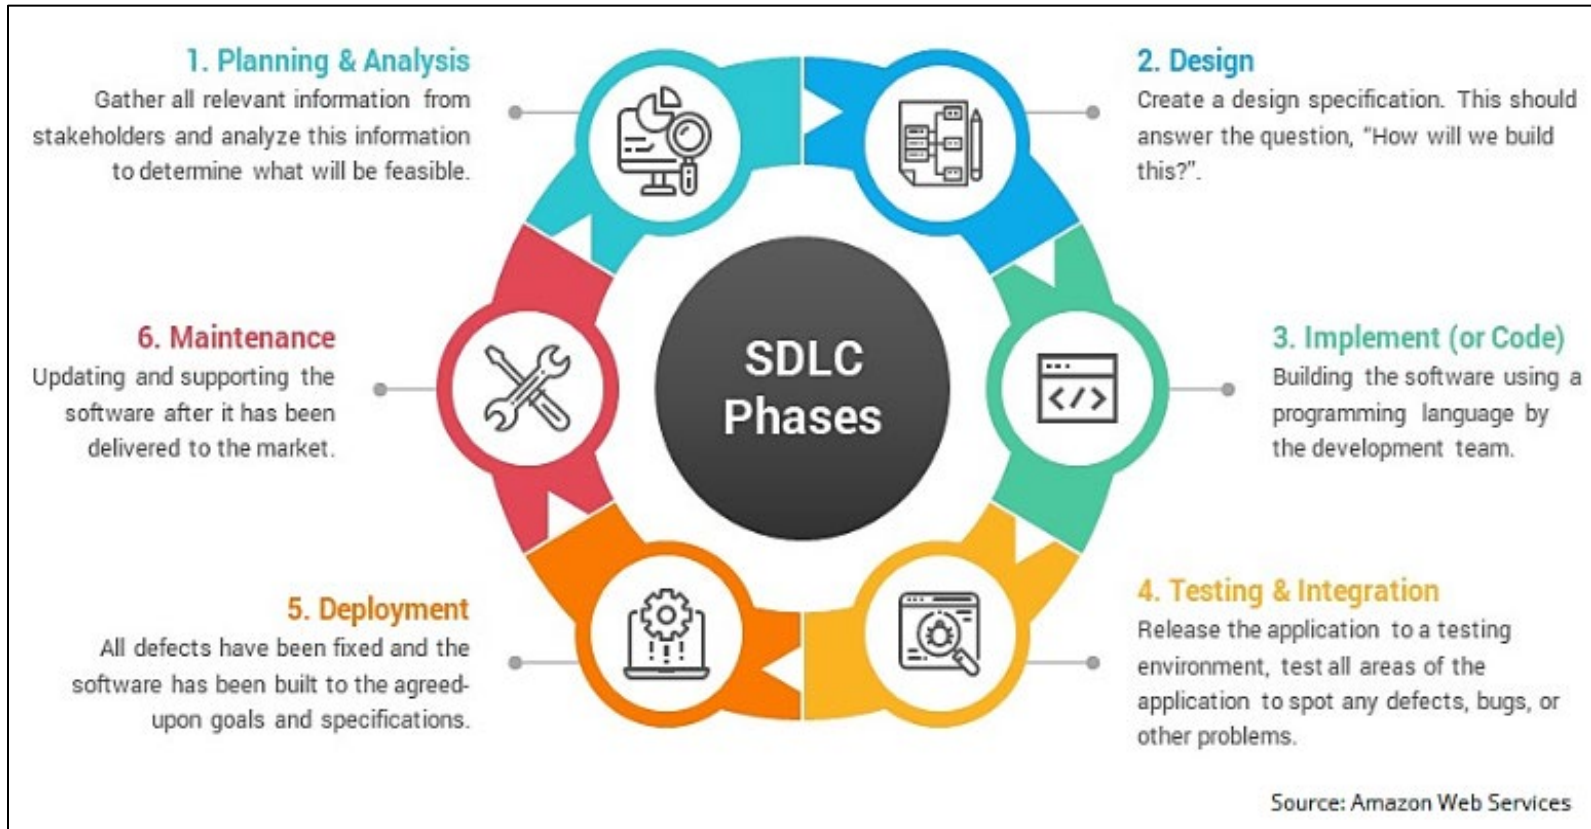 1. Planning & Analysis
Gather all relevant information from
stakeholders and analyze this information
to determine what will be feasible.
2. Design
Create a design specification. This should
answer the question, “How will we build
this?”.
3. Implement (or Code)
Building the software using a
programming language by
the development team.
4. Testing & Integration
Release the application to a testing
environment, test all areas of the
application to spot any defects, bugs, or
other problems.
5. Deployment
All defects have been fixed and the
software has been built to the agreed-
upon goals and specifications.
6. Maintenance
Updating and supporting the
software after it has been
delivered to the market.
SDLC
Phases
</>
Source: Amazon Web Services